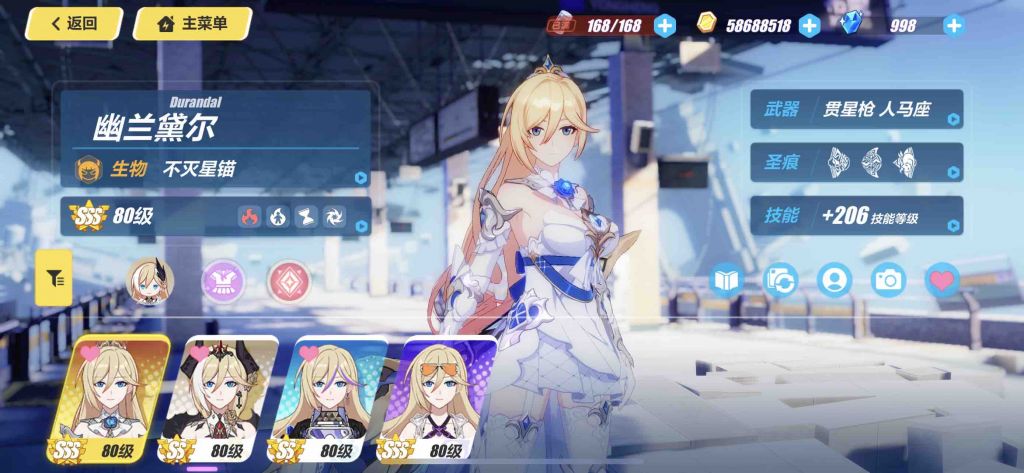 返回
主菜单
已满
168/168
58688518
998
Durandal
幽兰黛尔
生物 不灭星锚
SSS 80级
武器 贯星枪 人马座
圣痕
技能 +206 技能等级
SSS 80级
SSS 80级
SSS 80级
SSS 80级